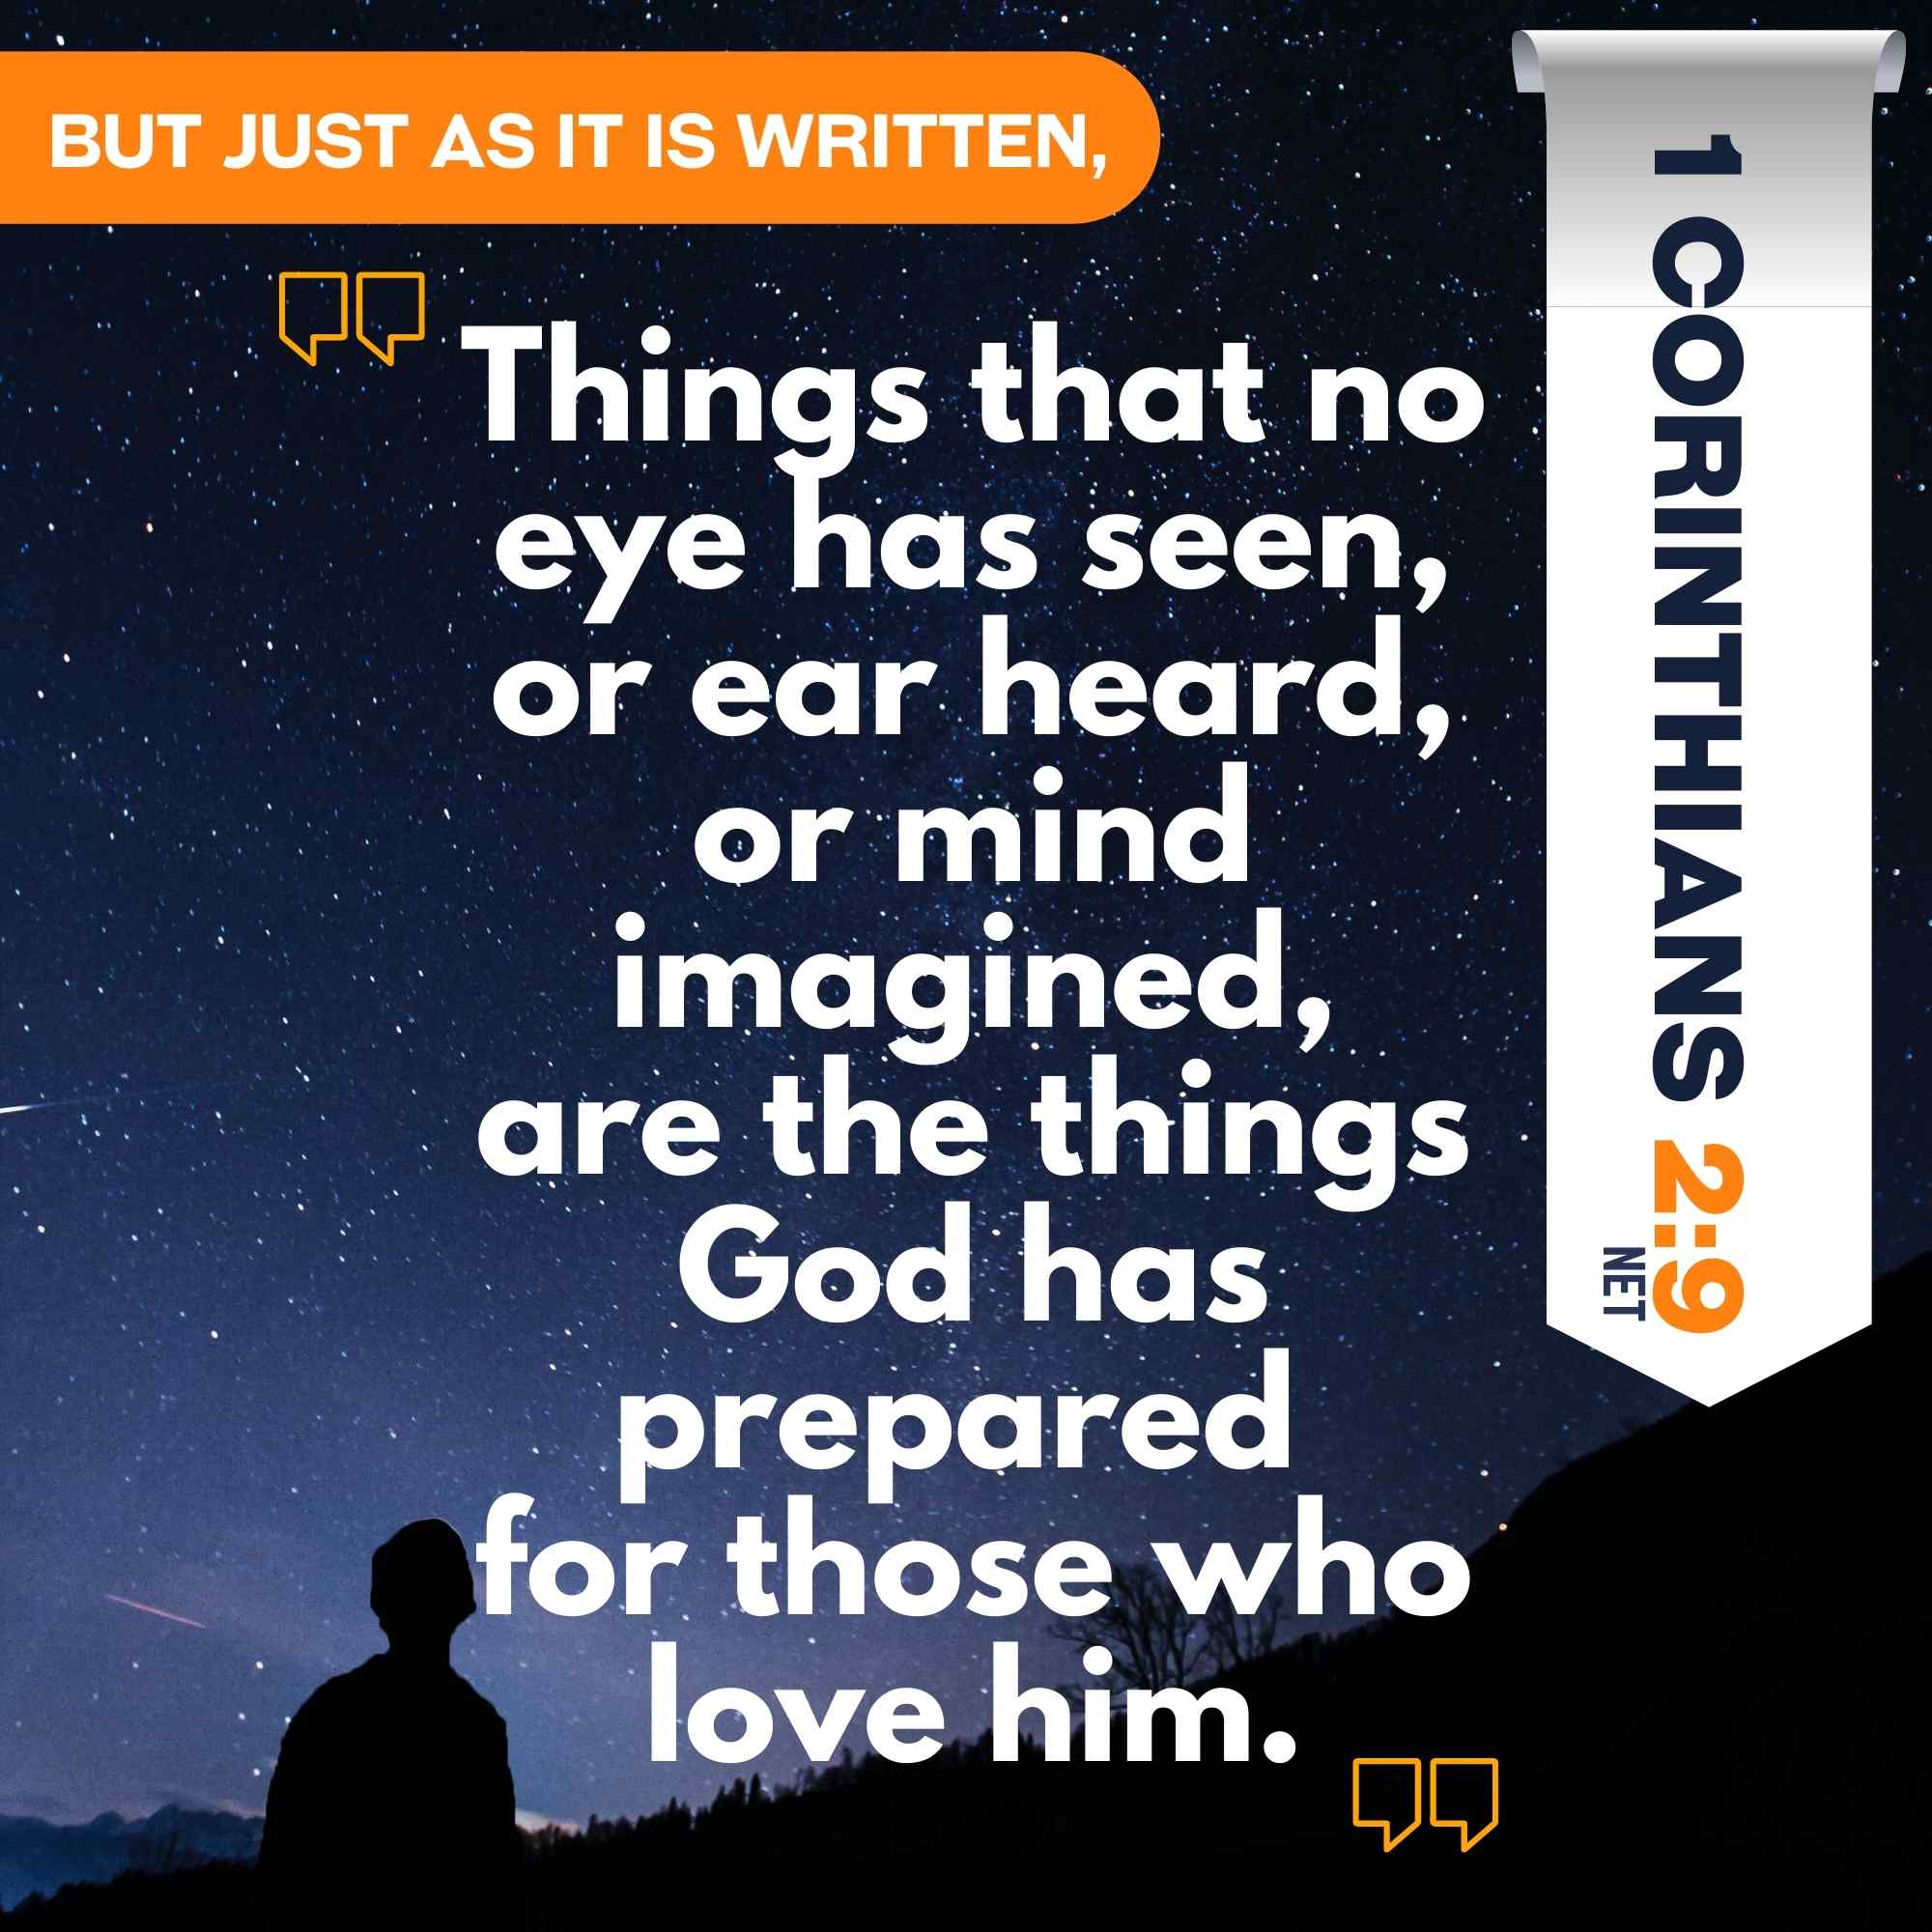 BUT JUST AS IT IS WRITTEN,
Things that no
eye has seen,
or ear heard,
or mind
imagined,
are the things
God has
prepared
for those who
love him.
1 CORINTHIANS 2:9
NET